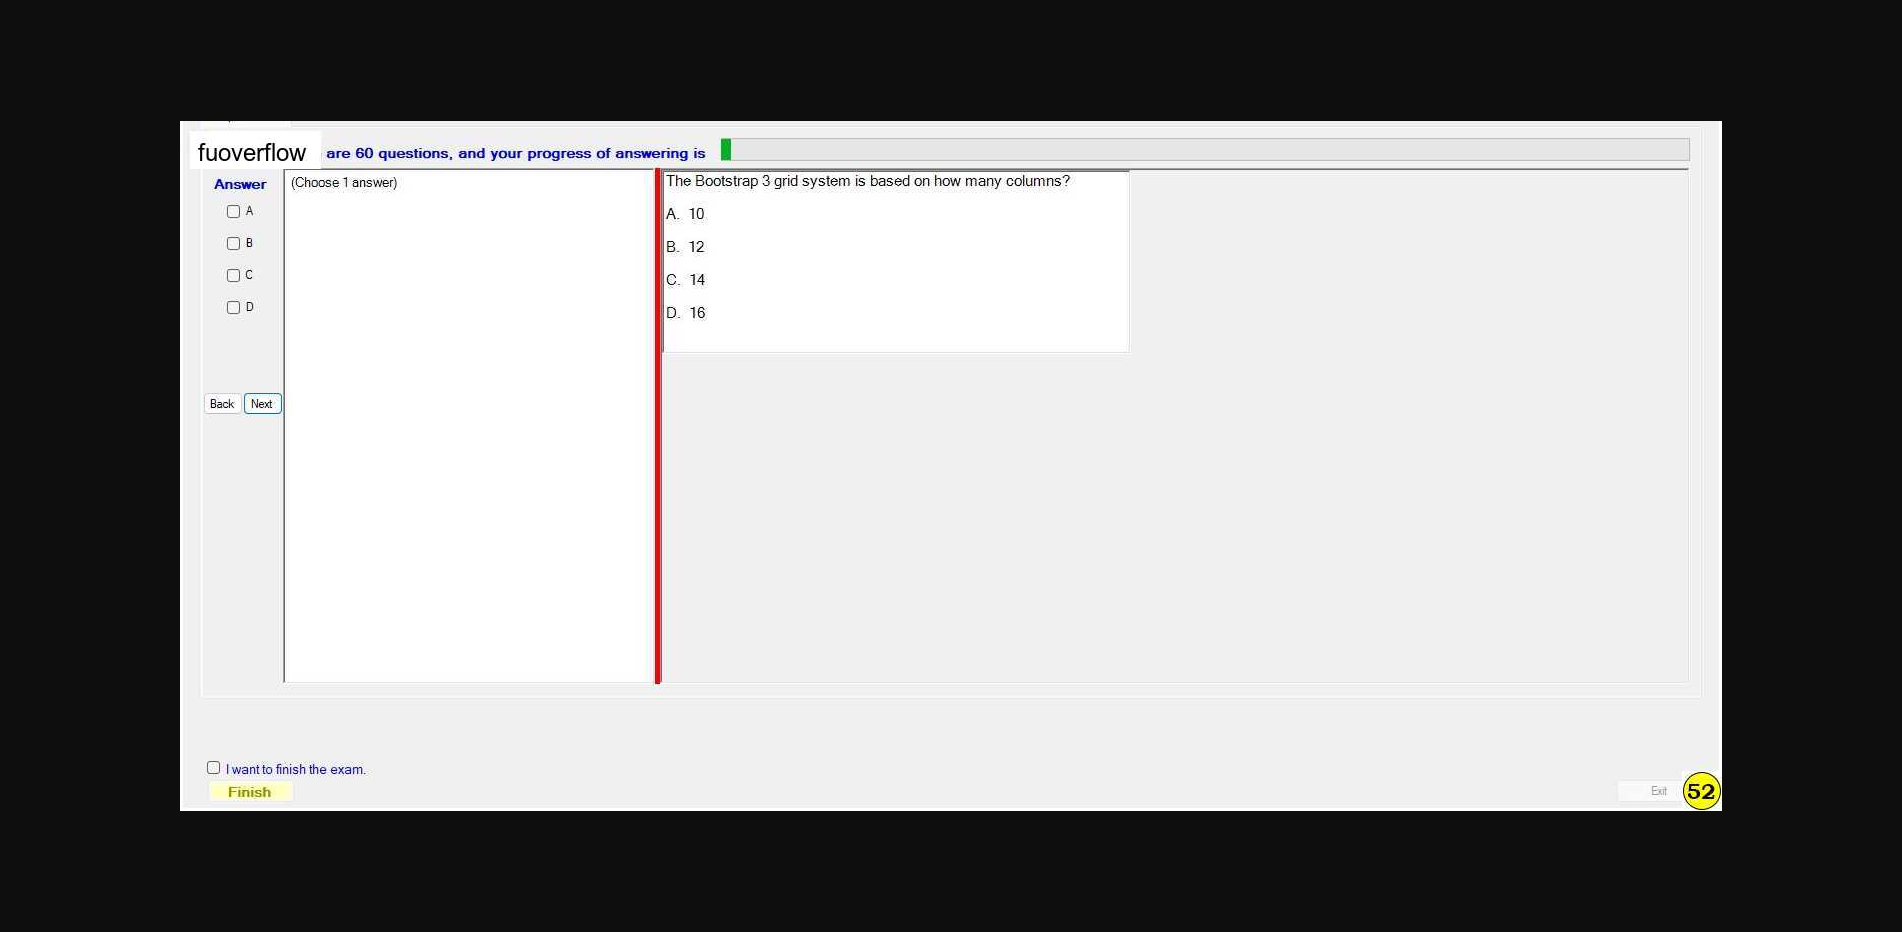 fuoverflow are 60 questions, and your progress of answering is
Answer
A
B
C
D
Back Next
(Choose 1 answer)
The Bootstrap 3 grid system is based on how many columns?
A. 10
B. 12
C. 14
D. 16
I want to finish the exam.
Finish
Exit 52